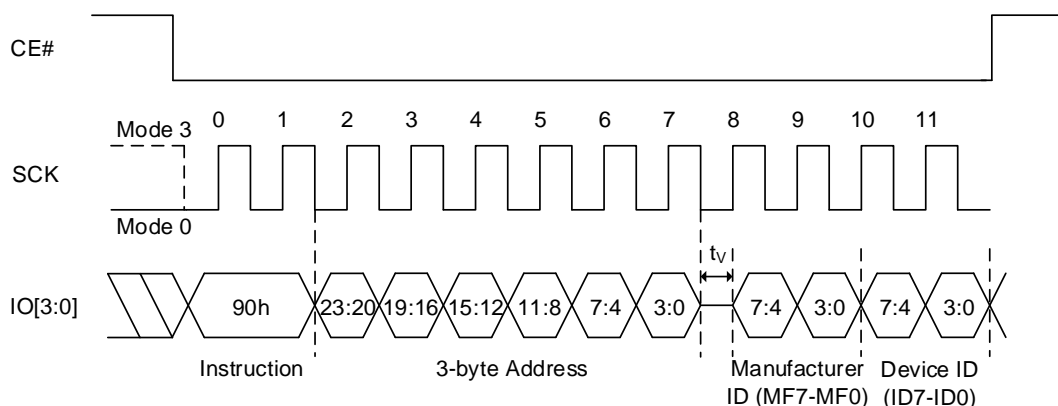 CE#
0 1 2 3 4 5 6 7 8 9 10 11
Mode 3
SCK
Mode 0
tV
IO[3:0]
90h 23:20 19:16 15:12 11:8 7:4 3:0 7:4 3:0 7:4 3:0
Instruction 3-byte Address Manufacturer Device ID
ID (MF7-MF0) (ID7-ID0)